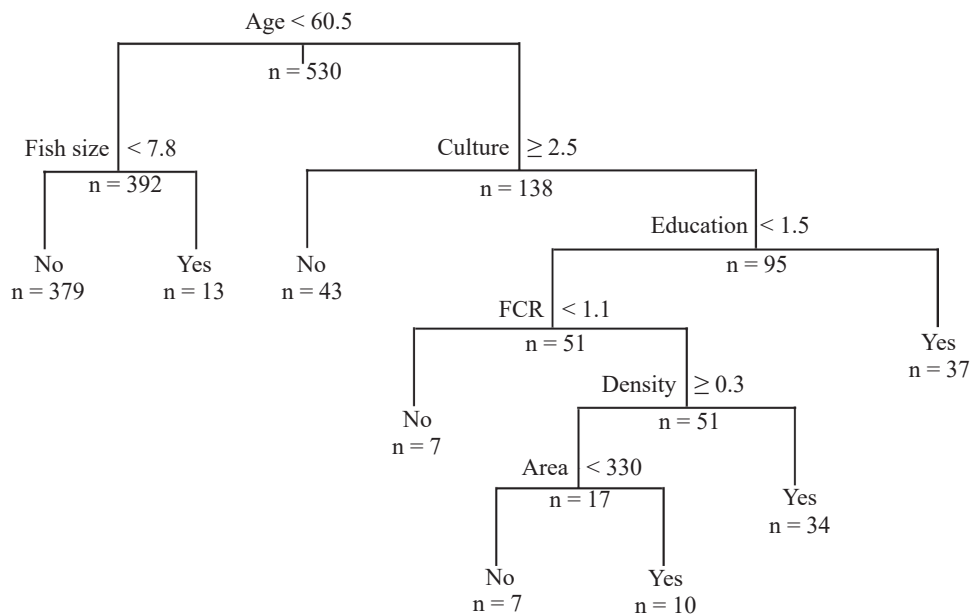 Age < 60.5
n = 530
Fish size < 7.8
Culture ≥ 2.5
n = 392
n = 138
Education < 1.5
No
Yes
No
n = 95
n = 379
n = 13
n = 43
FCR < 1.1
n = 51
Yes
n = 37
Density ≥ 0.3
No
n = 51
n = 7
Area < 330
n = 17
Yes
n = 34
No
Yes
n = 7
n = 10